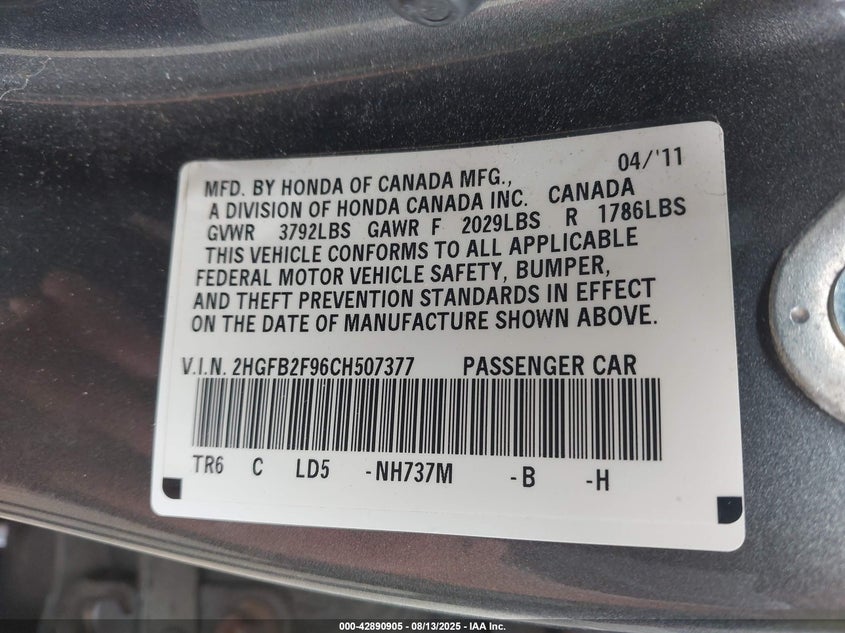 04/'11
MFD. BY HONDA OF CANADA MFG.,
A DIVISION OF HONDA CANADA INC. CANADA
GVWR 3792LBS GAWR F 2029LBS R 1786LBS
THIS VEHICLE CONFORMS TO ALL APPLICABLE
FEDERAL MOTOR VEHICLE SAFETY, BUMPER,
AND THEFT PREVENTION STANDARDS IN EFFECT
ON THE DATE OF MANUFACTURE SHOWN ABOVE.
V.I.N. 2HGFB2F96CH507377 PASSENGER CAR
TR6 C LD5 -NH737M -B -H
000-42890905 - 08/13/2025 - IAA Inc.